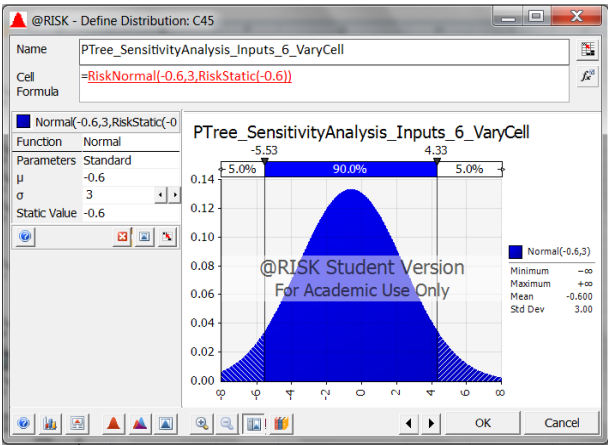 @RISK - Define Distribution: C45
Name PTree_SensitivityAnalysis_Inputs_6_VaryCell
Cell Formula =RiskNormal(-0.6,3,RiskStatic(-0.6))
fx
Normal(-0.6,3,RiskStatic(-0
Function Normal
Parameters Standard
μ -0.6
σ 3
Static Value -0.6
PTree_SensitivityAnalysis_Inputs_6_VaryCell
-5.53 4.33
5.0% 90.0% 5.0%
0.14
0.12
0.10
0.08
0.06
0.04
0.02
0.00
-8 -6 -4 -2 0 2 4 6 8
@RISK Student Version
For Academic Use Only
Normal(-0.6,3)
Minimum -∞
Maximum +∞
Mean -0.600
Std Dev 3.00
OK Cancel